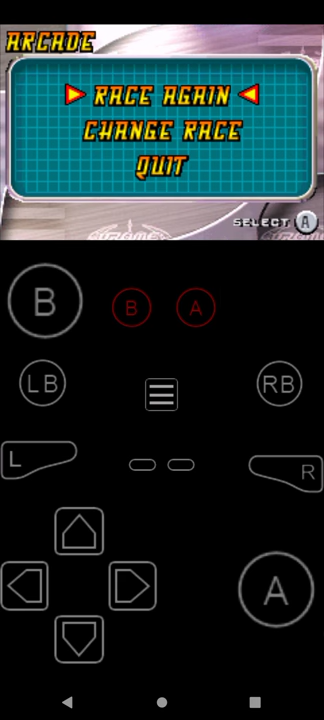 ARCADE
RACE AGAIN
CHANGE RACE
QUIT
SELECT A
B
B
A
LB
RB
L
R
A